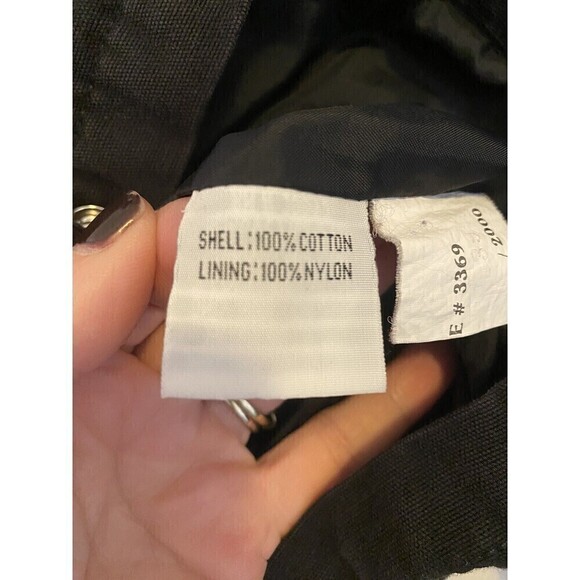 SHELL:100%COTTON
LINING:100%NYLON
E # 3369
/ 2000